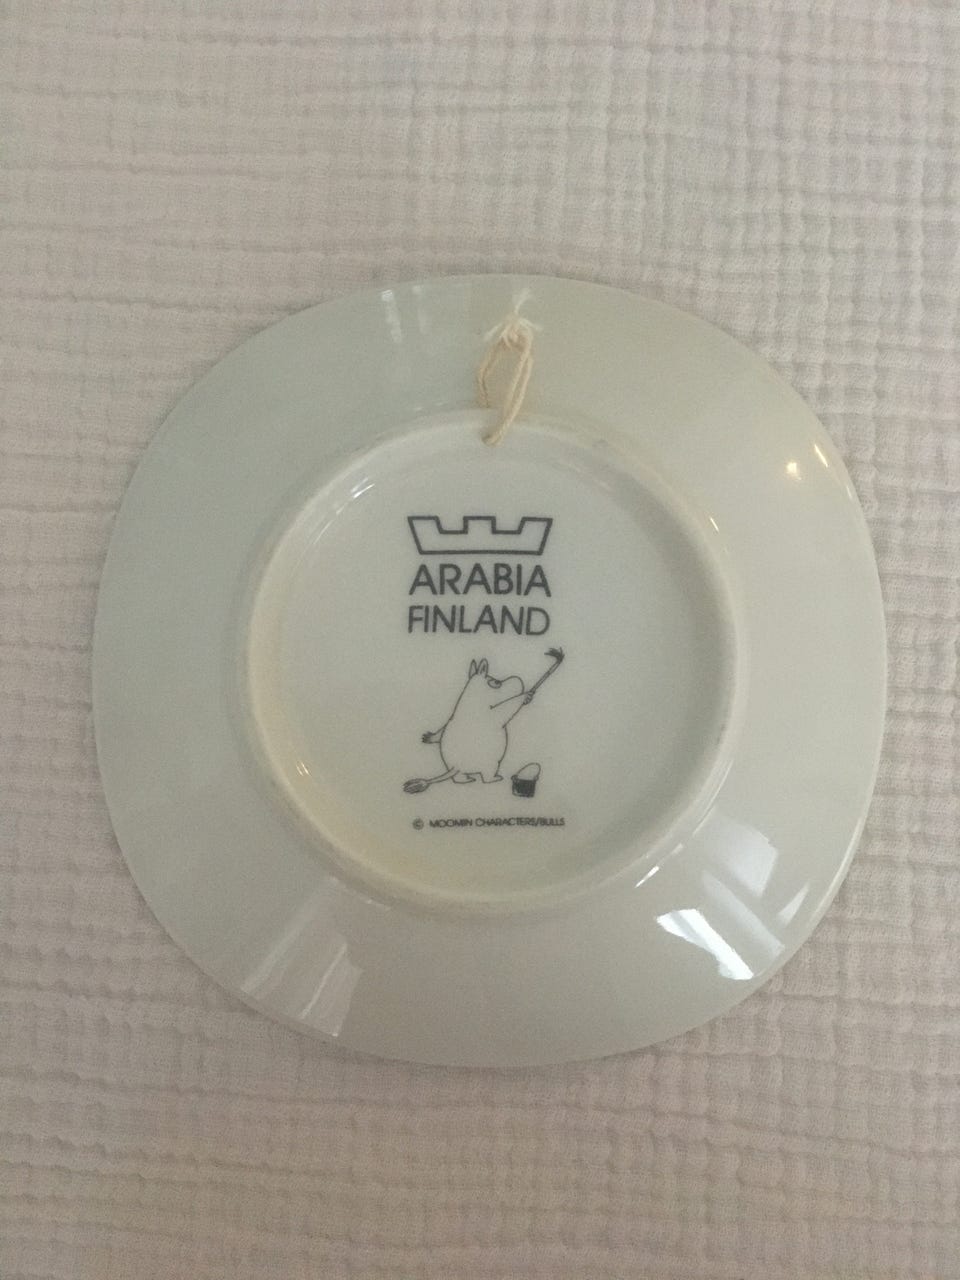 ARABIA
FINLAND
© MOOMIN CHARACTERS/BULLS